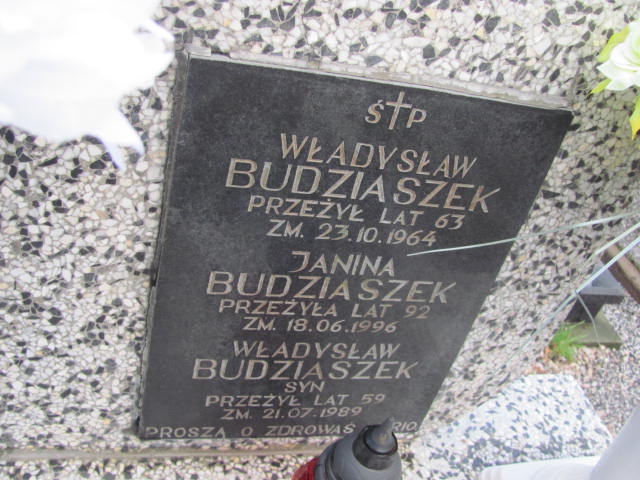 Ś†P
WŁADYSŁAW
BUDZIASZEK
PRZEŻYŁ LAT 63
ZM. 23.10.1964
JANINA
BUDZIASZEK
PRZEŻYŁA LAT 92
ZM. 18.06.1996
WŁADYSŁAW
BUDZIASZEK
SYN
PRZEŻYŁ LAT 59
ZM. 21.07.1989
PROSZĄ O ZDROWAŚ